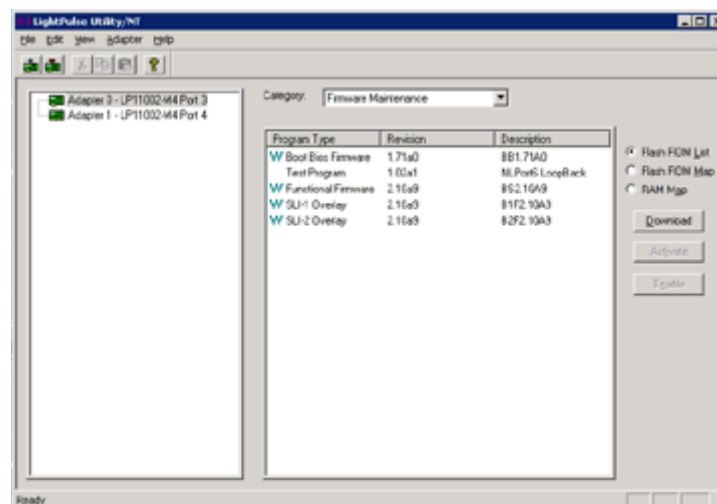 LightPulse Utility/NT
File Edit View Adapter Help
Adapter 0 - LP11002-M4 Port 3
Adapter 1 - LP11002-M4 Port 4
Category: Firmware Maintenance
Program Type Revision Description
W Boot Bios Firmware 1.71a0 BB1.71A0
Test Program 1.00a1 NLPort6 LoopBack
W Functional Firmware 2.10a9 BS2.10A9
W SLI-1 Overlay 2.10a9 B1F2.10A9
W SLI-2 Overlay 2.10a9 B2F2.10A9
Flash ROM List
Flash ROM Map
RAM Map
Download
Activate
Enable
Ready